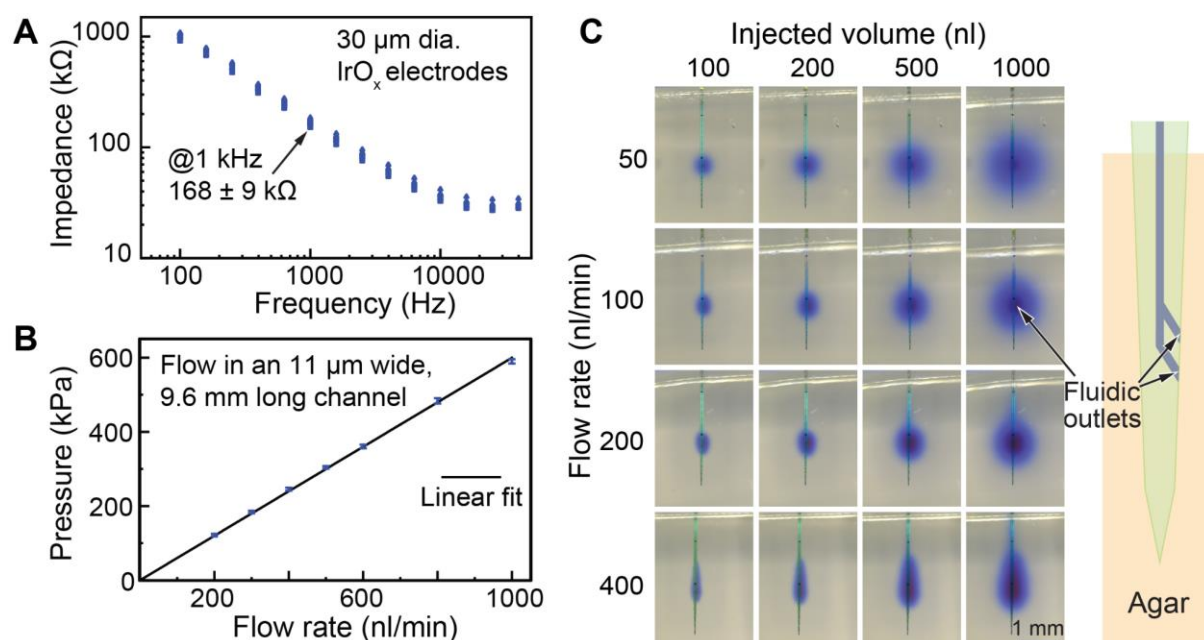 A
Impedance (kΩ)
1000
100
10
30 µm dia.
IrOx electrodes
@1 kHz
168 ± 9 kΩ
100 1000 10000
Frequency (Hz)
B
Pressure (kPa)
600
400
200
0
Flow in an 11 µm wide,
9.6 mm long channel
Linear fit
200 600 1000
Flow rate (nl/min)
C
Injected volume (nl)
100 200 500 1000
Flow rate (nl/min)
50
100
200
400
1 mm
Fluidic
outlets
Agar